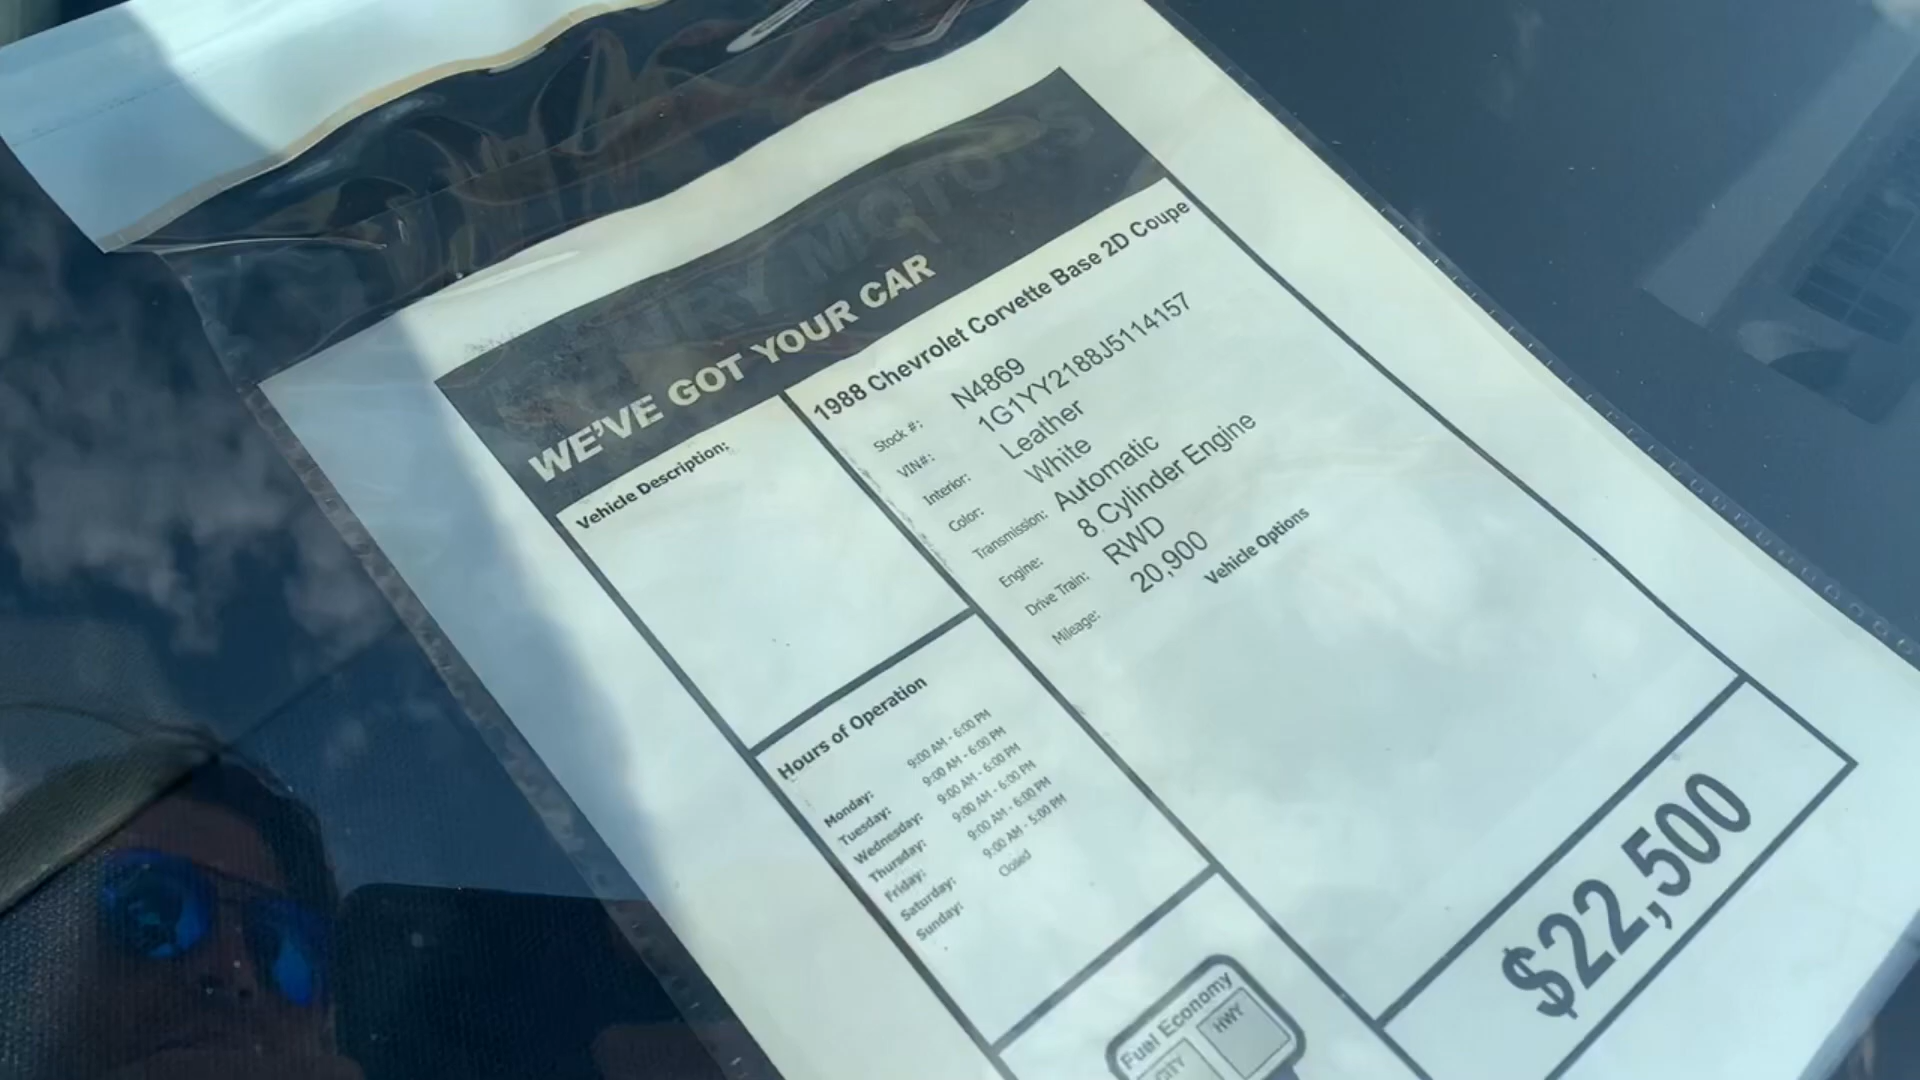 MOTORS
WE'VE GOT YOUR CAR
1988 Chevrolet Corvette Base 2D Coupe
Stock #: N4869
VIN#: 1G1YY2188J5114157
Interior: Leather
Color: White
Transmission: Automatic
Engine: 8 Cylinder Engine
Drive Train: RWD
Mileage: 20,900
Vehicle Options
Vehicle Description:
Hours of Operation
Monday: 9:00 AM - 6:00 PM
Tuesday: 9:00 AM - 6:00 PM
Wednesday: 9:00 AM - 6:00 PM
Thursday: 9:00 AM - 6:00 PM
Friday: 9:00 AM - 6:00 PM
Saturday: 9:00 AM - 5:00 PM
Sunday: Closed
Fuel Economy
CITY HWY
$22,500